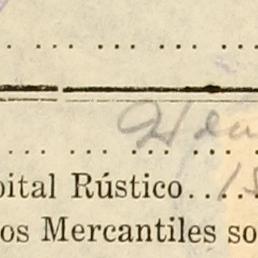 pital Rústico.....
os Mercantiles so